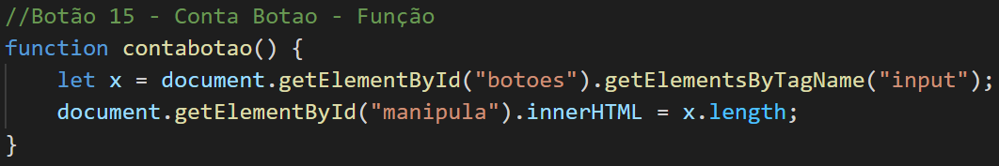 //Botão 15 - Conta Botao - Função
function contabotao() {
    let x = document.getElementById("botoes").getElementsByTagName("input");
    document.getElementById("manipula").innerHTML = x.length;
}